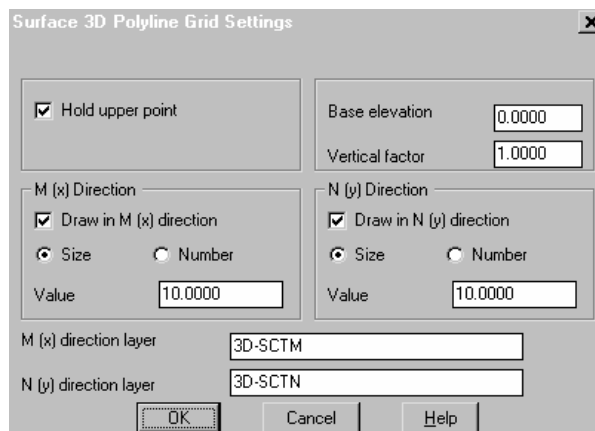 Surface 3D Polyline Grid Settings
Hold upper point
Base elevation 0.0000
Vertical factor 1.0000
M (x) Direction
Draw in M (x) direction
Size Number
Value 10.0000
N (y) Direction
Draw in N (y) direction
Size Number
Value 10.0000
M (x) direction layer 3D-SCTM
N (y) direction layer 3D-SCTN
OK Cancel Help